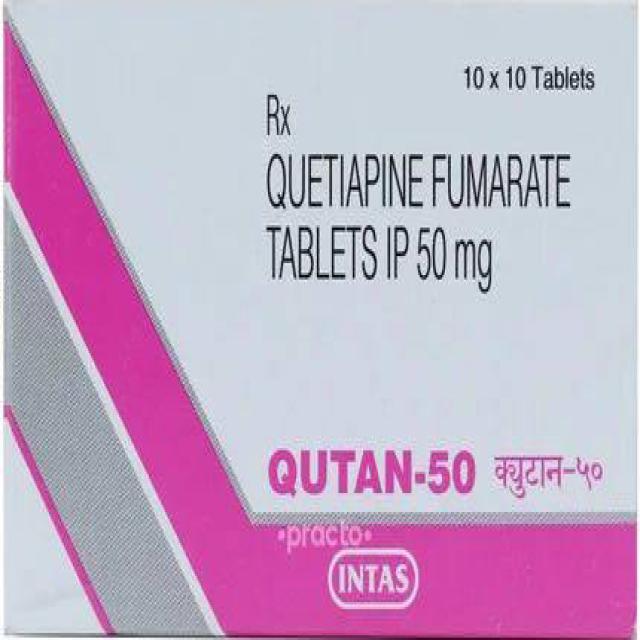 10 x 10 Tablets
Rx
QUETIAPINE FUMARATE
TABLETS IP 50 mg
QUTAN-50 क्युटान-५०
•practo•
INTAS